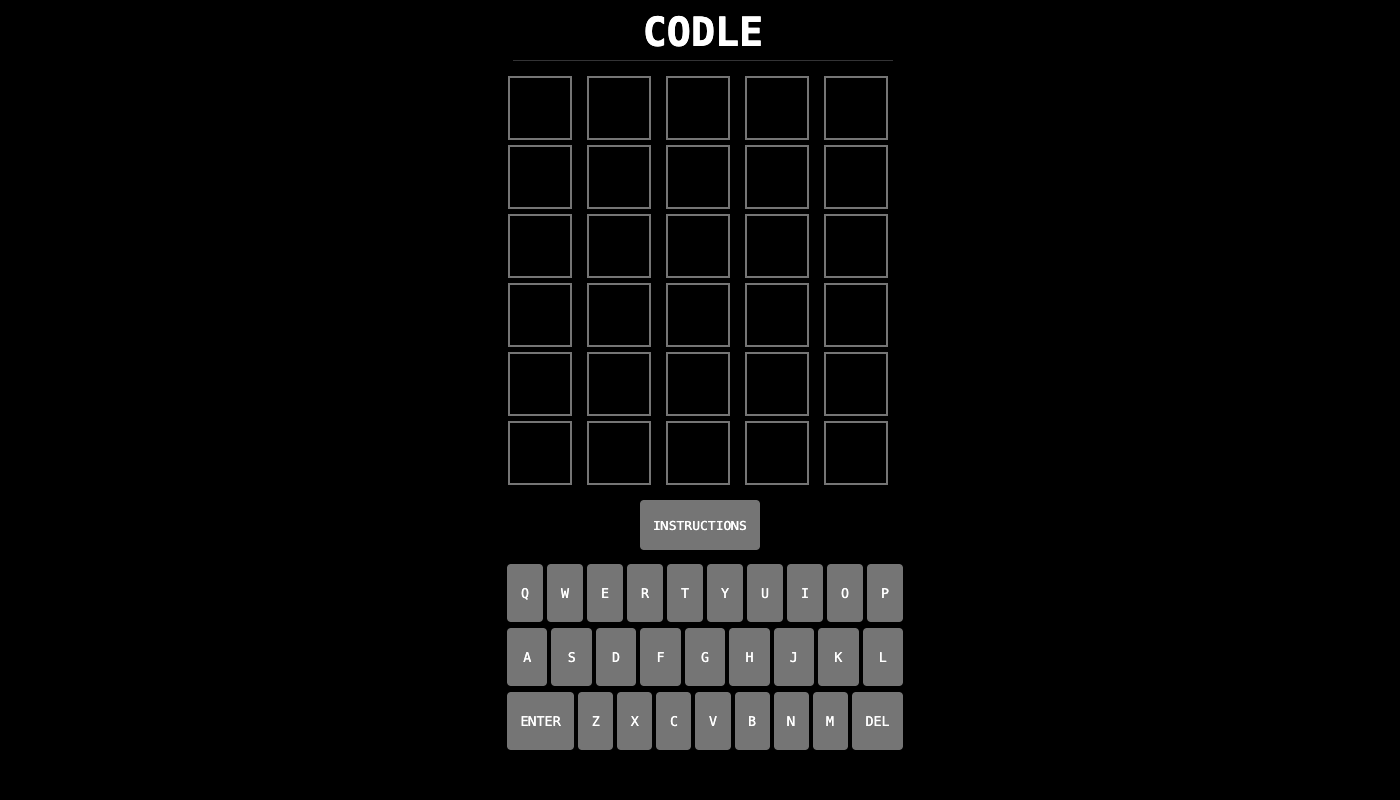 CODLE
INSTRUCTIONS
Q W E R T Y U I O P
A S D F G H J K L
ENTER Z X C V B N M DEL